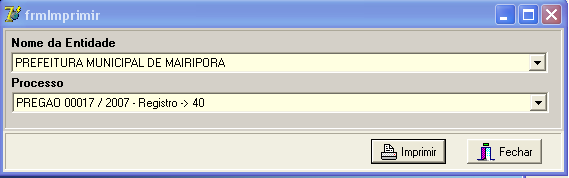 frmImprimir
Nome da Entidade
PREFEITURA MUNICIPAL DE MAIRIPORA
Processo
PREGAO 00017 / 2007 - Registro -> 40
Imprimir Fechar